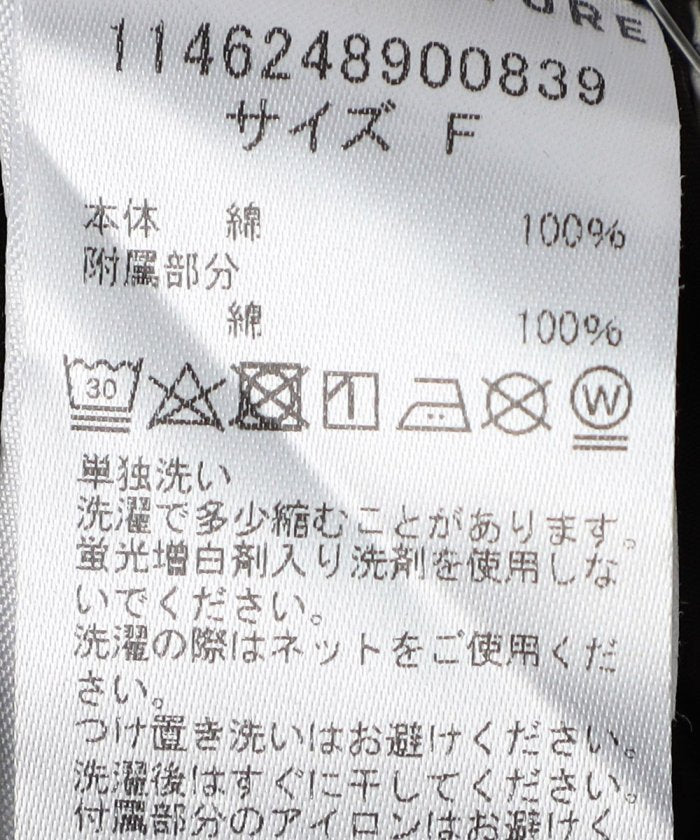 URE
1146248900839
サイズ F
本体 綿 100%
附属部分
綿 100%
30 W
単独洗い
洗濯で多少縮むことがあります。
蛍光増白剤入り洗剤を使用しな
いでください。
洗濯の際はネットをご使用くだ
さい。
つけ置き洗いはお避けください。
洗濯後はすぐに干してください。
付属部分のアイロンはお避けく